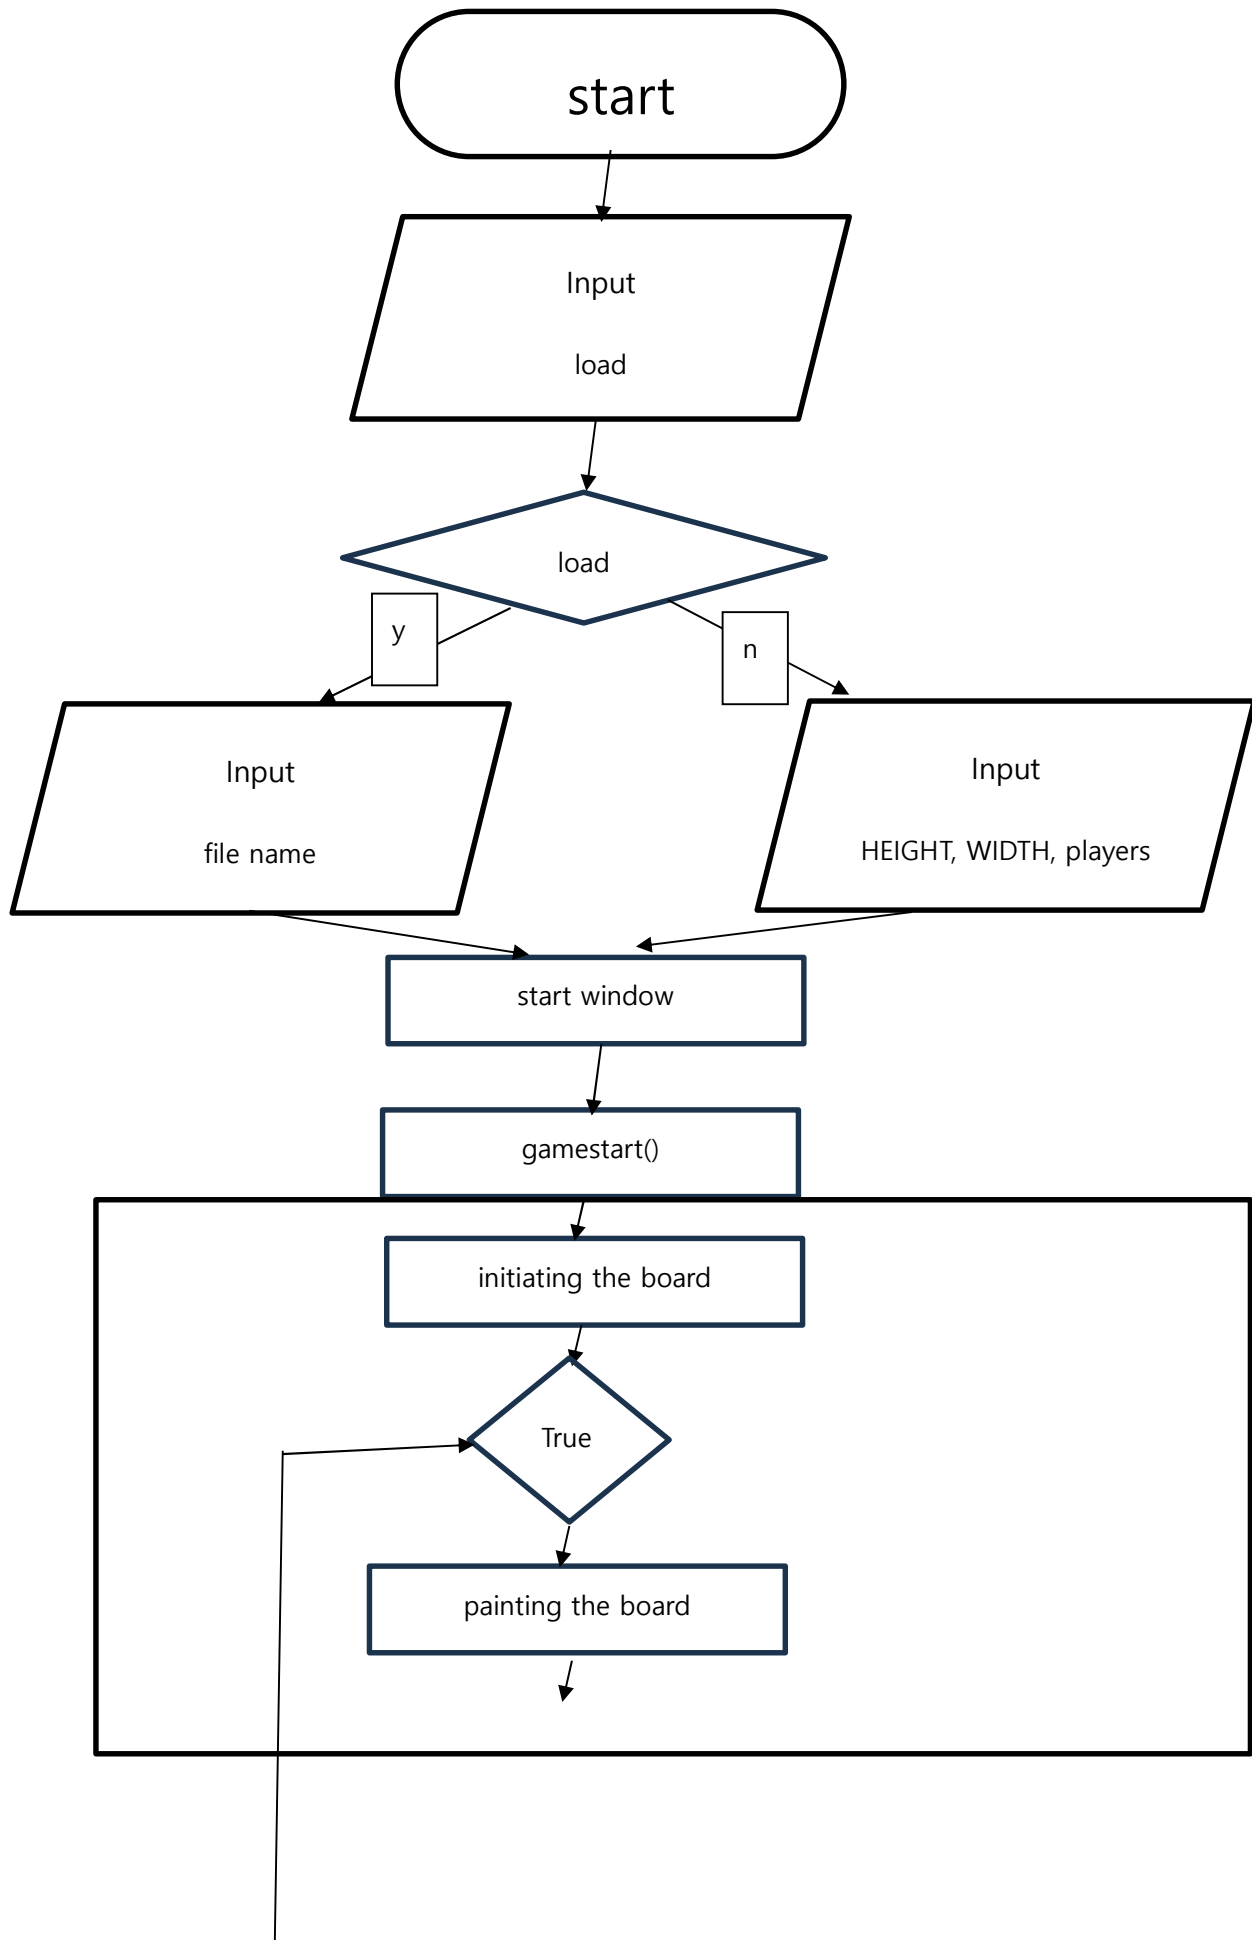 start
Input
load
load
y
n
Input
file name
Input
HEIGHT, WIDTH, players
start window
gamestart()
initiating the board
True
painting the board